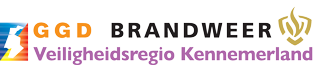 GGD BRANDWEER
Veiligheidsregio Kennemerland